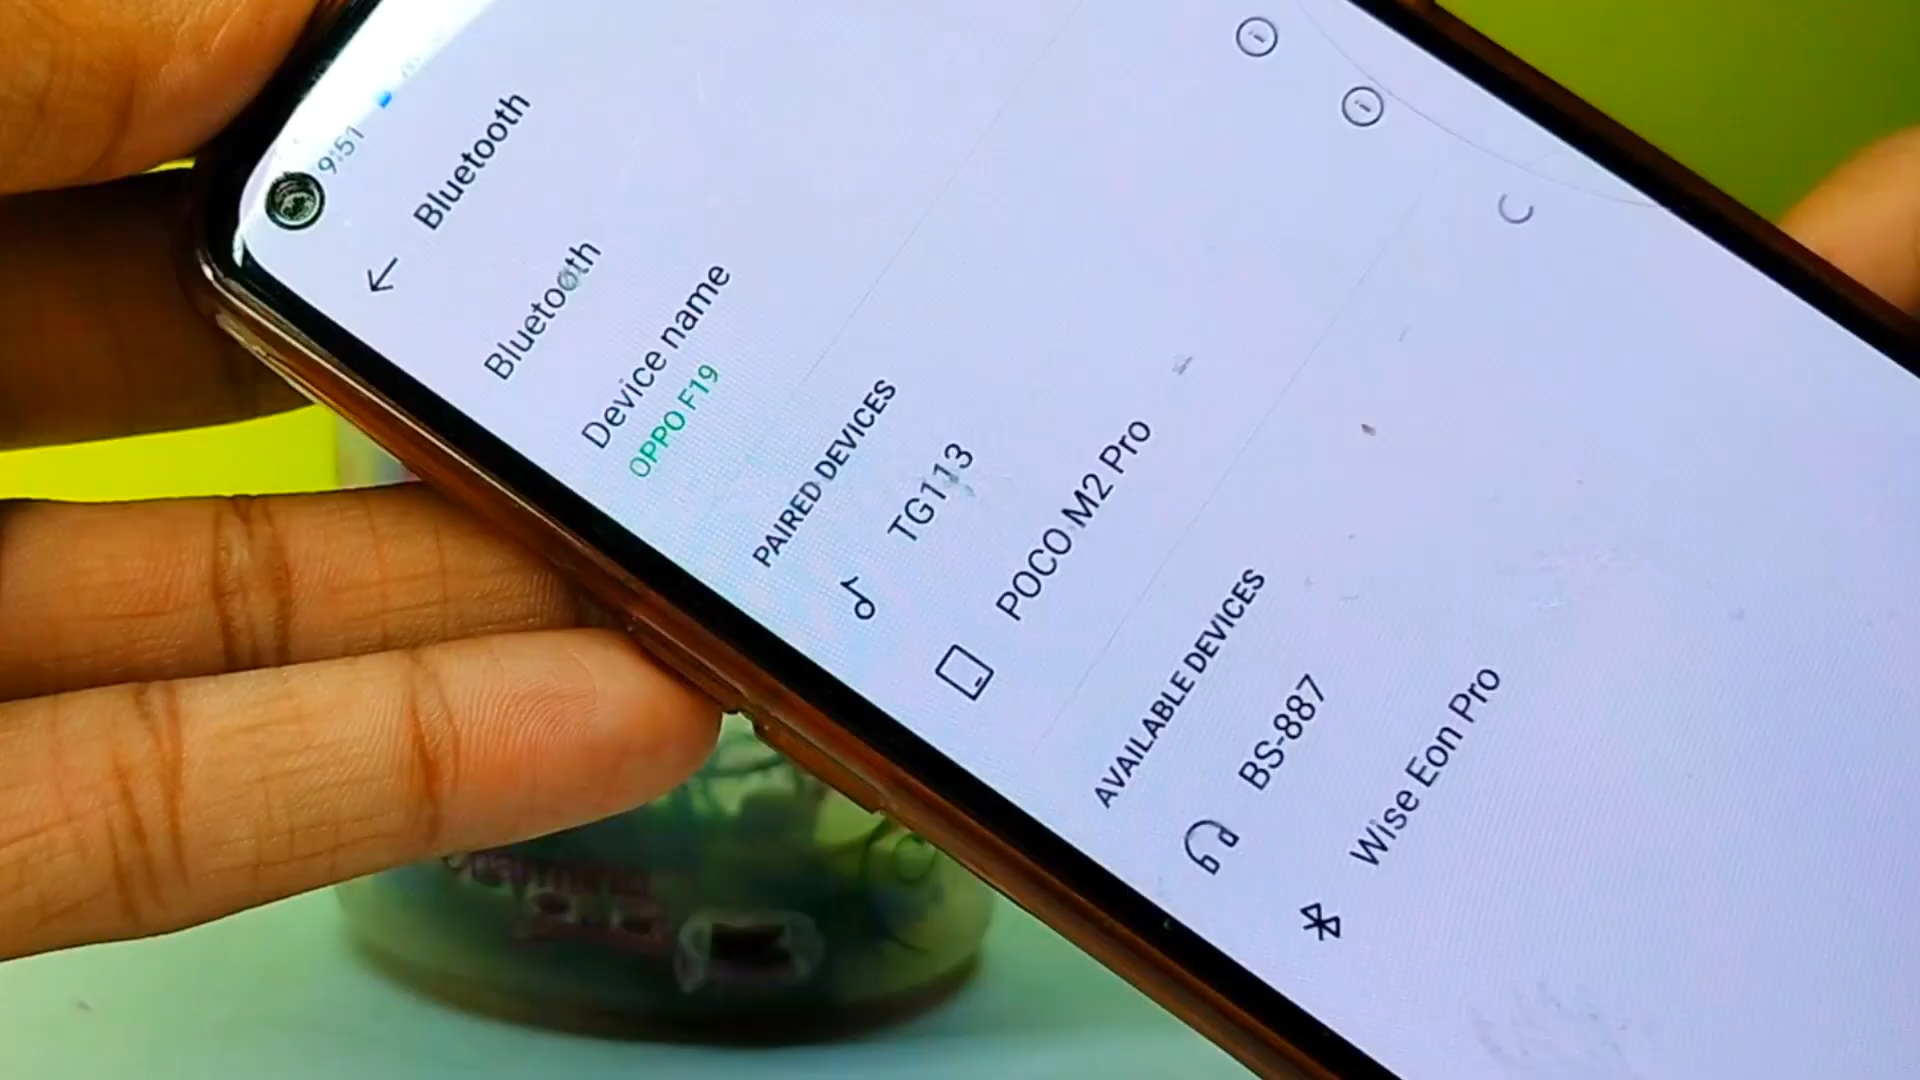 9:51
Bluetooth
Bluetooth
Device name
OPPO F19
PAIRED DEVICES
TG113
POCO M2 Pro
AVAILABLE DEVICES
BS-887
Wise Eon Pro